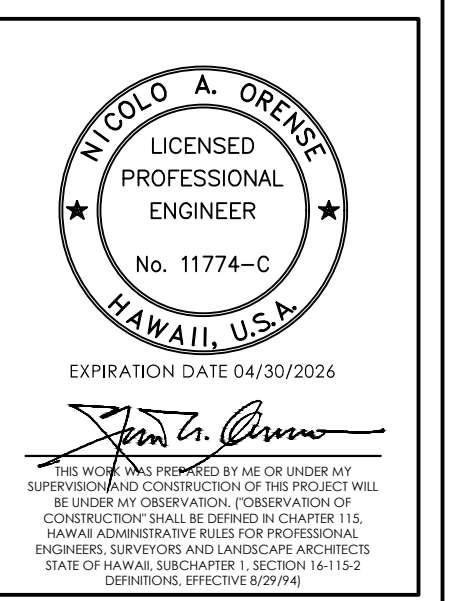 NICOLO A. ORENSE
LICENSED
PROFESSIONAL
ENGINEER
No. 11774-C
HAWAII, U.S.A.
EXPIRATION DATE 04/30/2026
THIS WORK WAS PREPARED BY ME OR UNDER MY
SUPERVISION AND CONSTRUCTION OF THIS PROJECT WILL
BE UNDER MY OBSERVATION. ("OBSERVATION OF
CONSTRUCTION" SHALL BE DEFINED IN CHAPTER 115,
HAWAII ADMINISTRATIVE RULES FOR PROFESSIONAL
ENGINEERS, SURVEYORS AND LANDSCAPE ARCHITECTS
STATE OF HAWAII, SUBCHAPTER 1, SECTION 16-115-2
DEFINITIONS, EFFECTIVE 8/29/94)